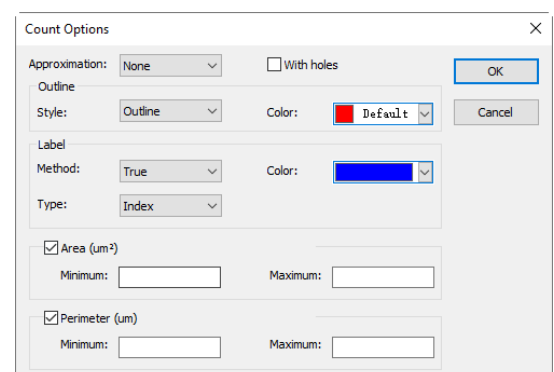 Count Options
Approximation: None With holes OK
Outline
Style: Outline Color: Default Cancel
Label
Method: True Color:
Type: Index
Area (um²)
Minimum: Maximum:
Perimeter (um)
Minimum: Maximum: